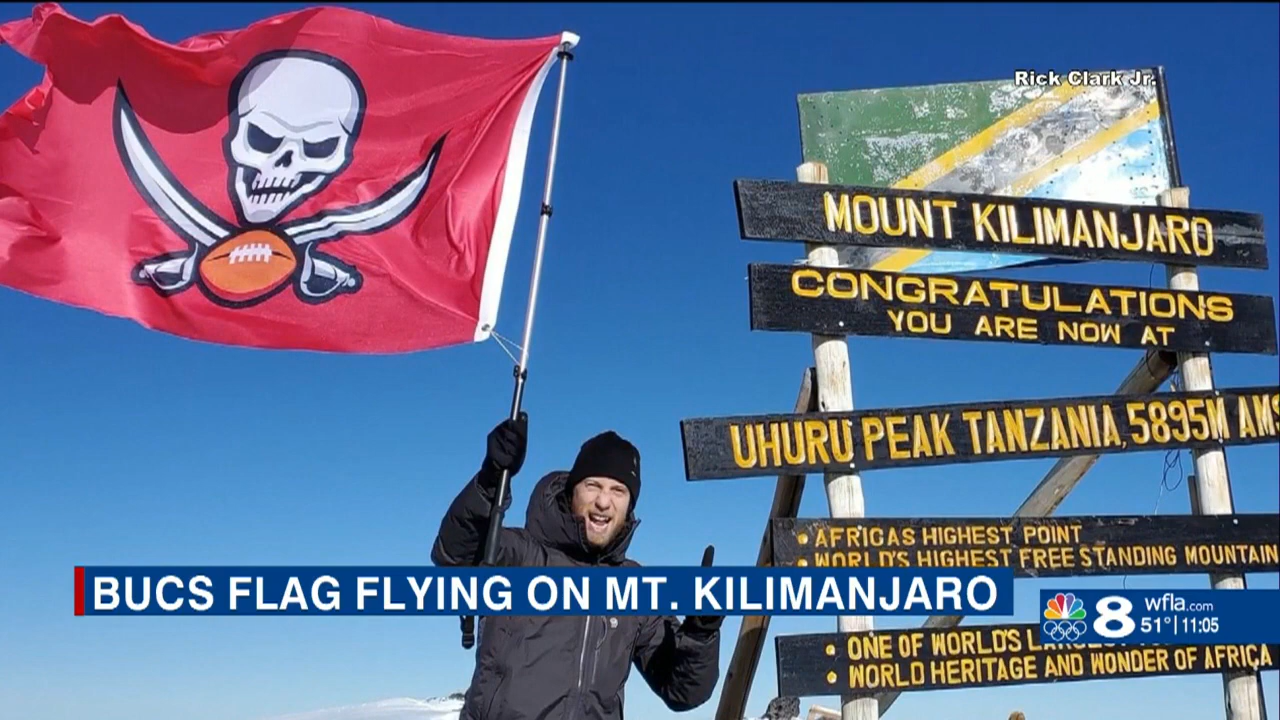 Rick Clark Jr.
MOUNT KILIMANJARO
CONGRATULATIONS
YOU ARE NOW AT
UHURU PEAK TANZANIA, 5895M
• AFRICAS HIGHEST POINT
• WORLD'S HIGHEST FREE STANDING MOUNTAIN
BUCS FLAG FLYING ON MT. KILIMANJARO
8 wfla.com
51° | 11:05
• ONE OF WORLD'S
• WORLD HERITAGE AND WONDER OF AFRICA